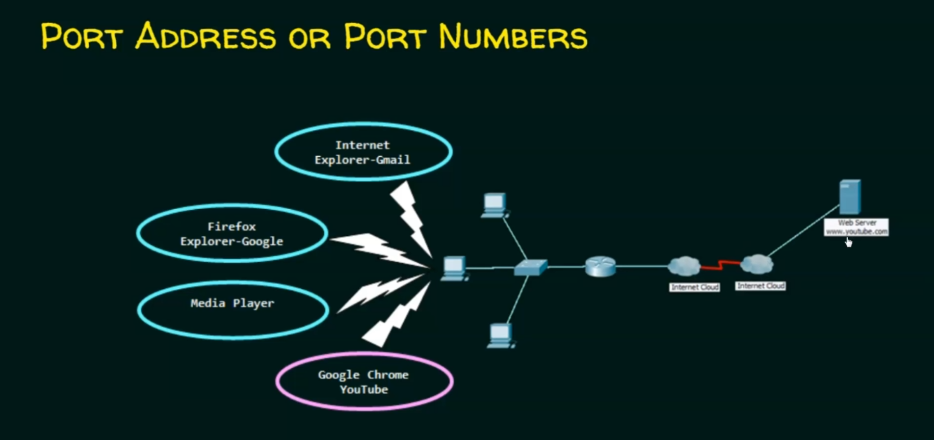 PORT ADDRESS OR PORT NUMBERS
Internet
Explorer-Gmail
Firefox
Explorer-Google
Media Player
Google Chrome
YouTube
Web Server
www.youtube.com
Internet Cloud
Internet Cloud